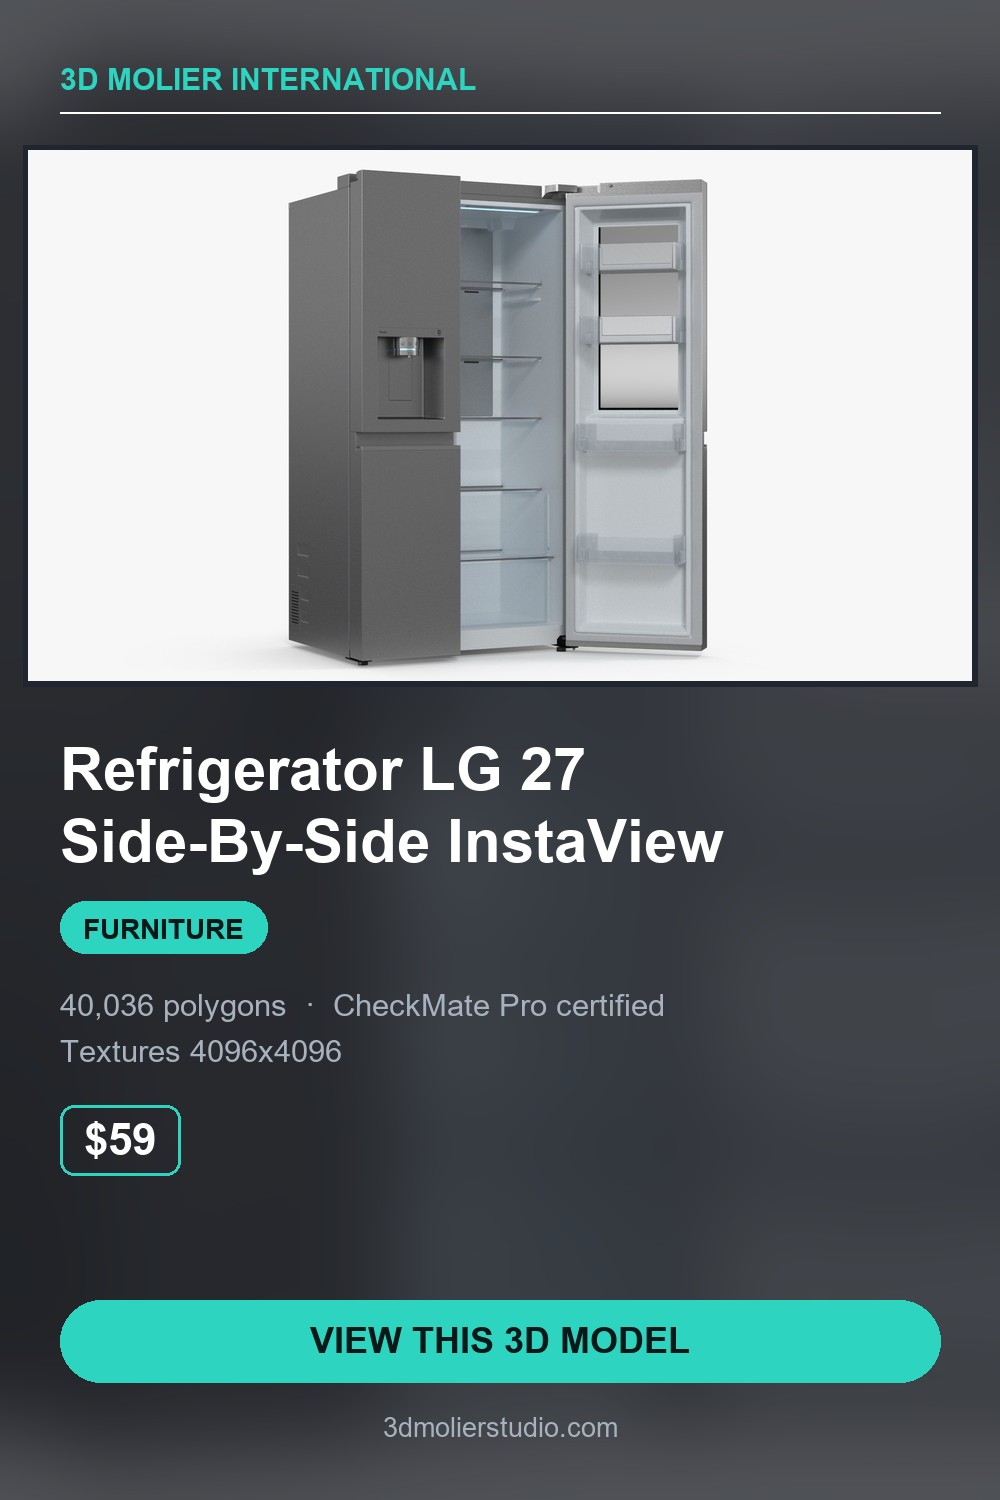 3D MOLIER INTERNATIONAL
Refrigerator LG 27
Side-By-Side InstaView
FURNITURE
40,036 polygons · CheckMate Pro certified
Textures 4096x4096
$59
VIEW THIS 3D MODEL
3dmolierstudio.com